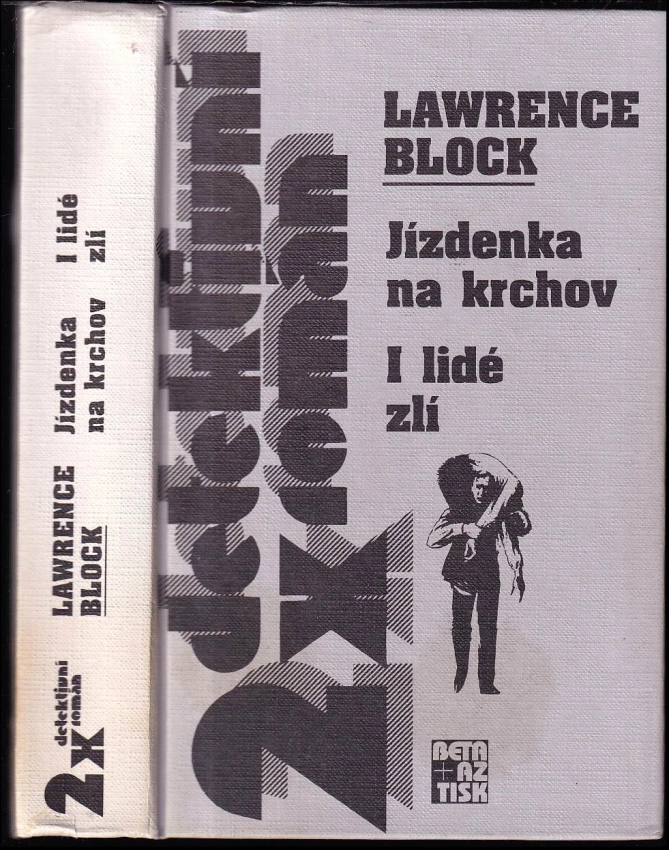 LAWRENCE
BLOCK
Jízdenka
na krchov
I lidé
zlí
2x
detektivní
román
BETA
+AZ
TISK
2x
detektivní
román
LAWRENCE
BLOCK
Jízdenka
na krchov
I lidé
zlí